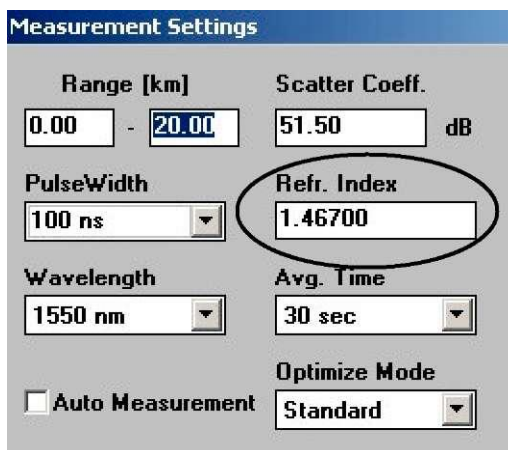 Measurement Settings
Range [km]
0.00 - 20.00
Scatter Coeff.
51.50 dB
PulseWidth
100 ns
Refr. Index
1.46700
Wavelength
1550 nm
Avg. Time
30 sec
Auto Measurement
Optimize Mode
Standard